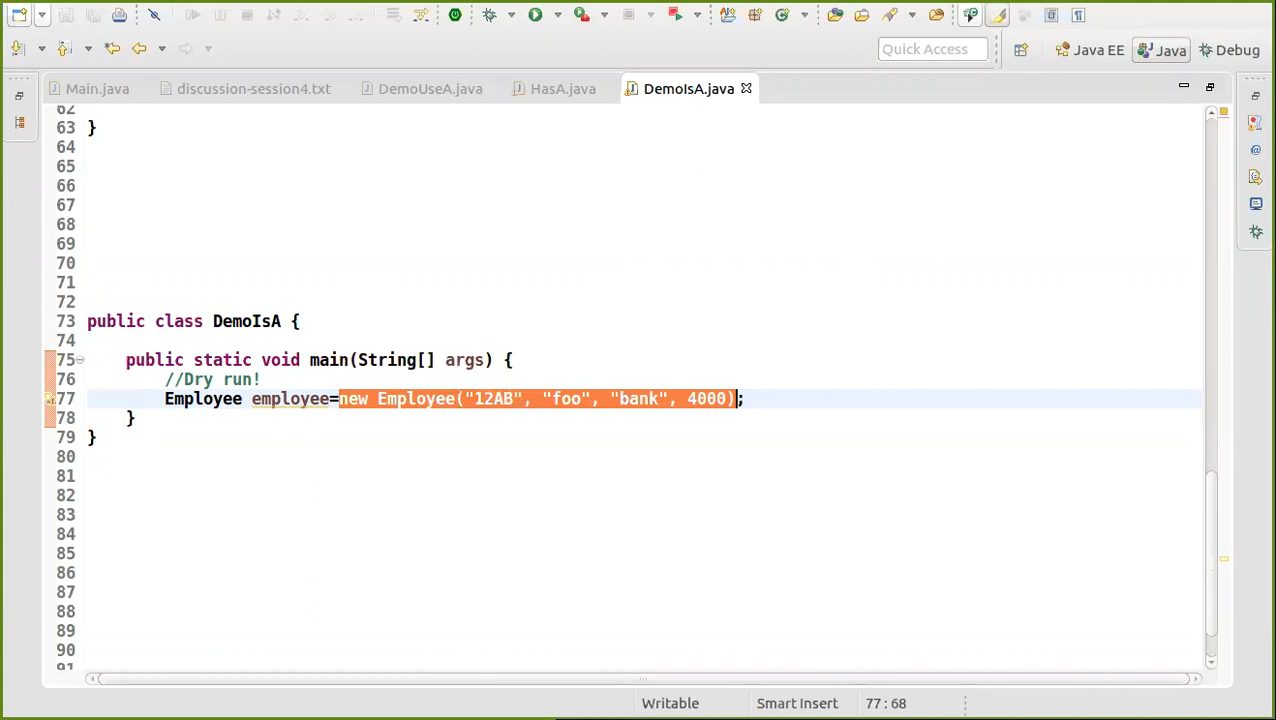 Quick Access
Java EE
Java
Debug
Main.java
discussion-session4.txt
DemoUseA.java
HasA.java
DemoIsA.java
62
63 }
64
65
66
67
68
69
70
71
72
73 public class DemoIsA {
74
75 public static void main(String[] args) {
76 //Dry run!
77 Employee employee=new Employee("12AB", "foo", "bank", 4000);
78 }
79 }
80
81
82
83
84
85
86
87
88
89
90
91
Writable
Smart Insert
77 : 68